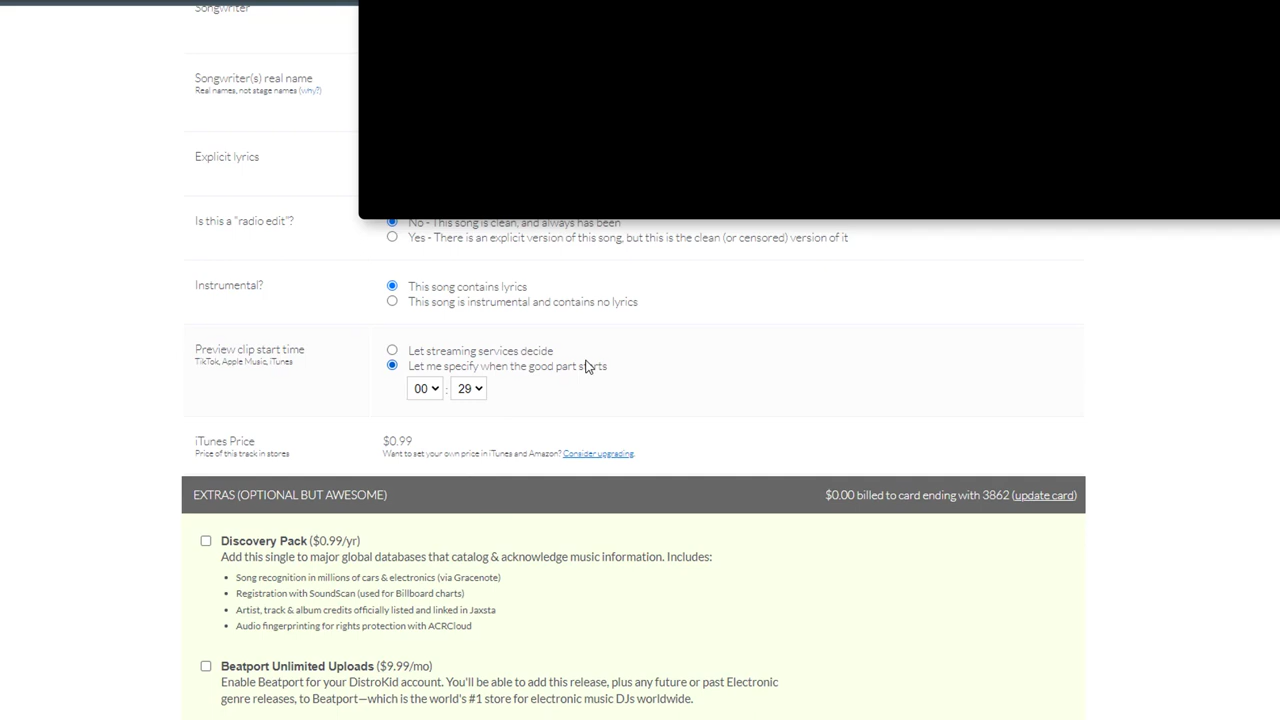 Songwriter
Songwriter(s) real name
Real names, not stage names (why?)
Explicit lyrics
Is this a "radio edit"?
No - This song is clean, and always has been
Yes - There is an explicit version of this song, but this is the clean (or censored) version of it
Instrumental?
This song contains lyrics
This song is instrumental and contains no lyrics
Preview clip start time
TikTok, Apple Music, iTunes
Let streaming services decide
Let me specify when the good part starts
00 : 29
iTunes Price
Price of this track in stores
$0.99
Want to set your own price in iTunes and Amazon? Consider upgrading.
EXTRAS (OPTIONAL BUT AWESOME)
$0.00 billed to card ending with 3862 (update card)
Discovery Pack ($0.99/yr)
Add this single to major global databases that catalog & acknowledge music information. Includes:
• Song recognition in millions of cars & electronics (via Gracenote)
• Registration with SoundScan (used for Billboard charts)
• Artist, track & album credits officially listed and linked in Jaxsta
• Audio fingerprinting for rights protection with ACRCloud
Beatport Unlimited Uploads ($9.99/mo)
Enable Beatport for your DistroKid account. You'll be able to add this release, plus any future or past Electronic
genre releases, to Beatport—which is the world's #1 store for electronic music DJs worldwide.